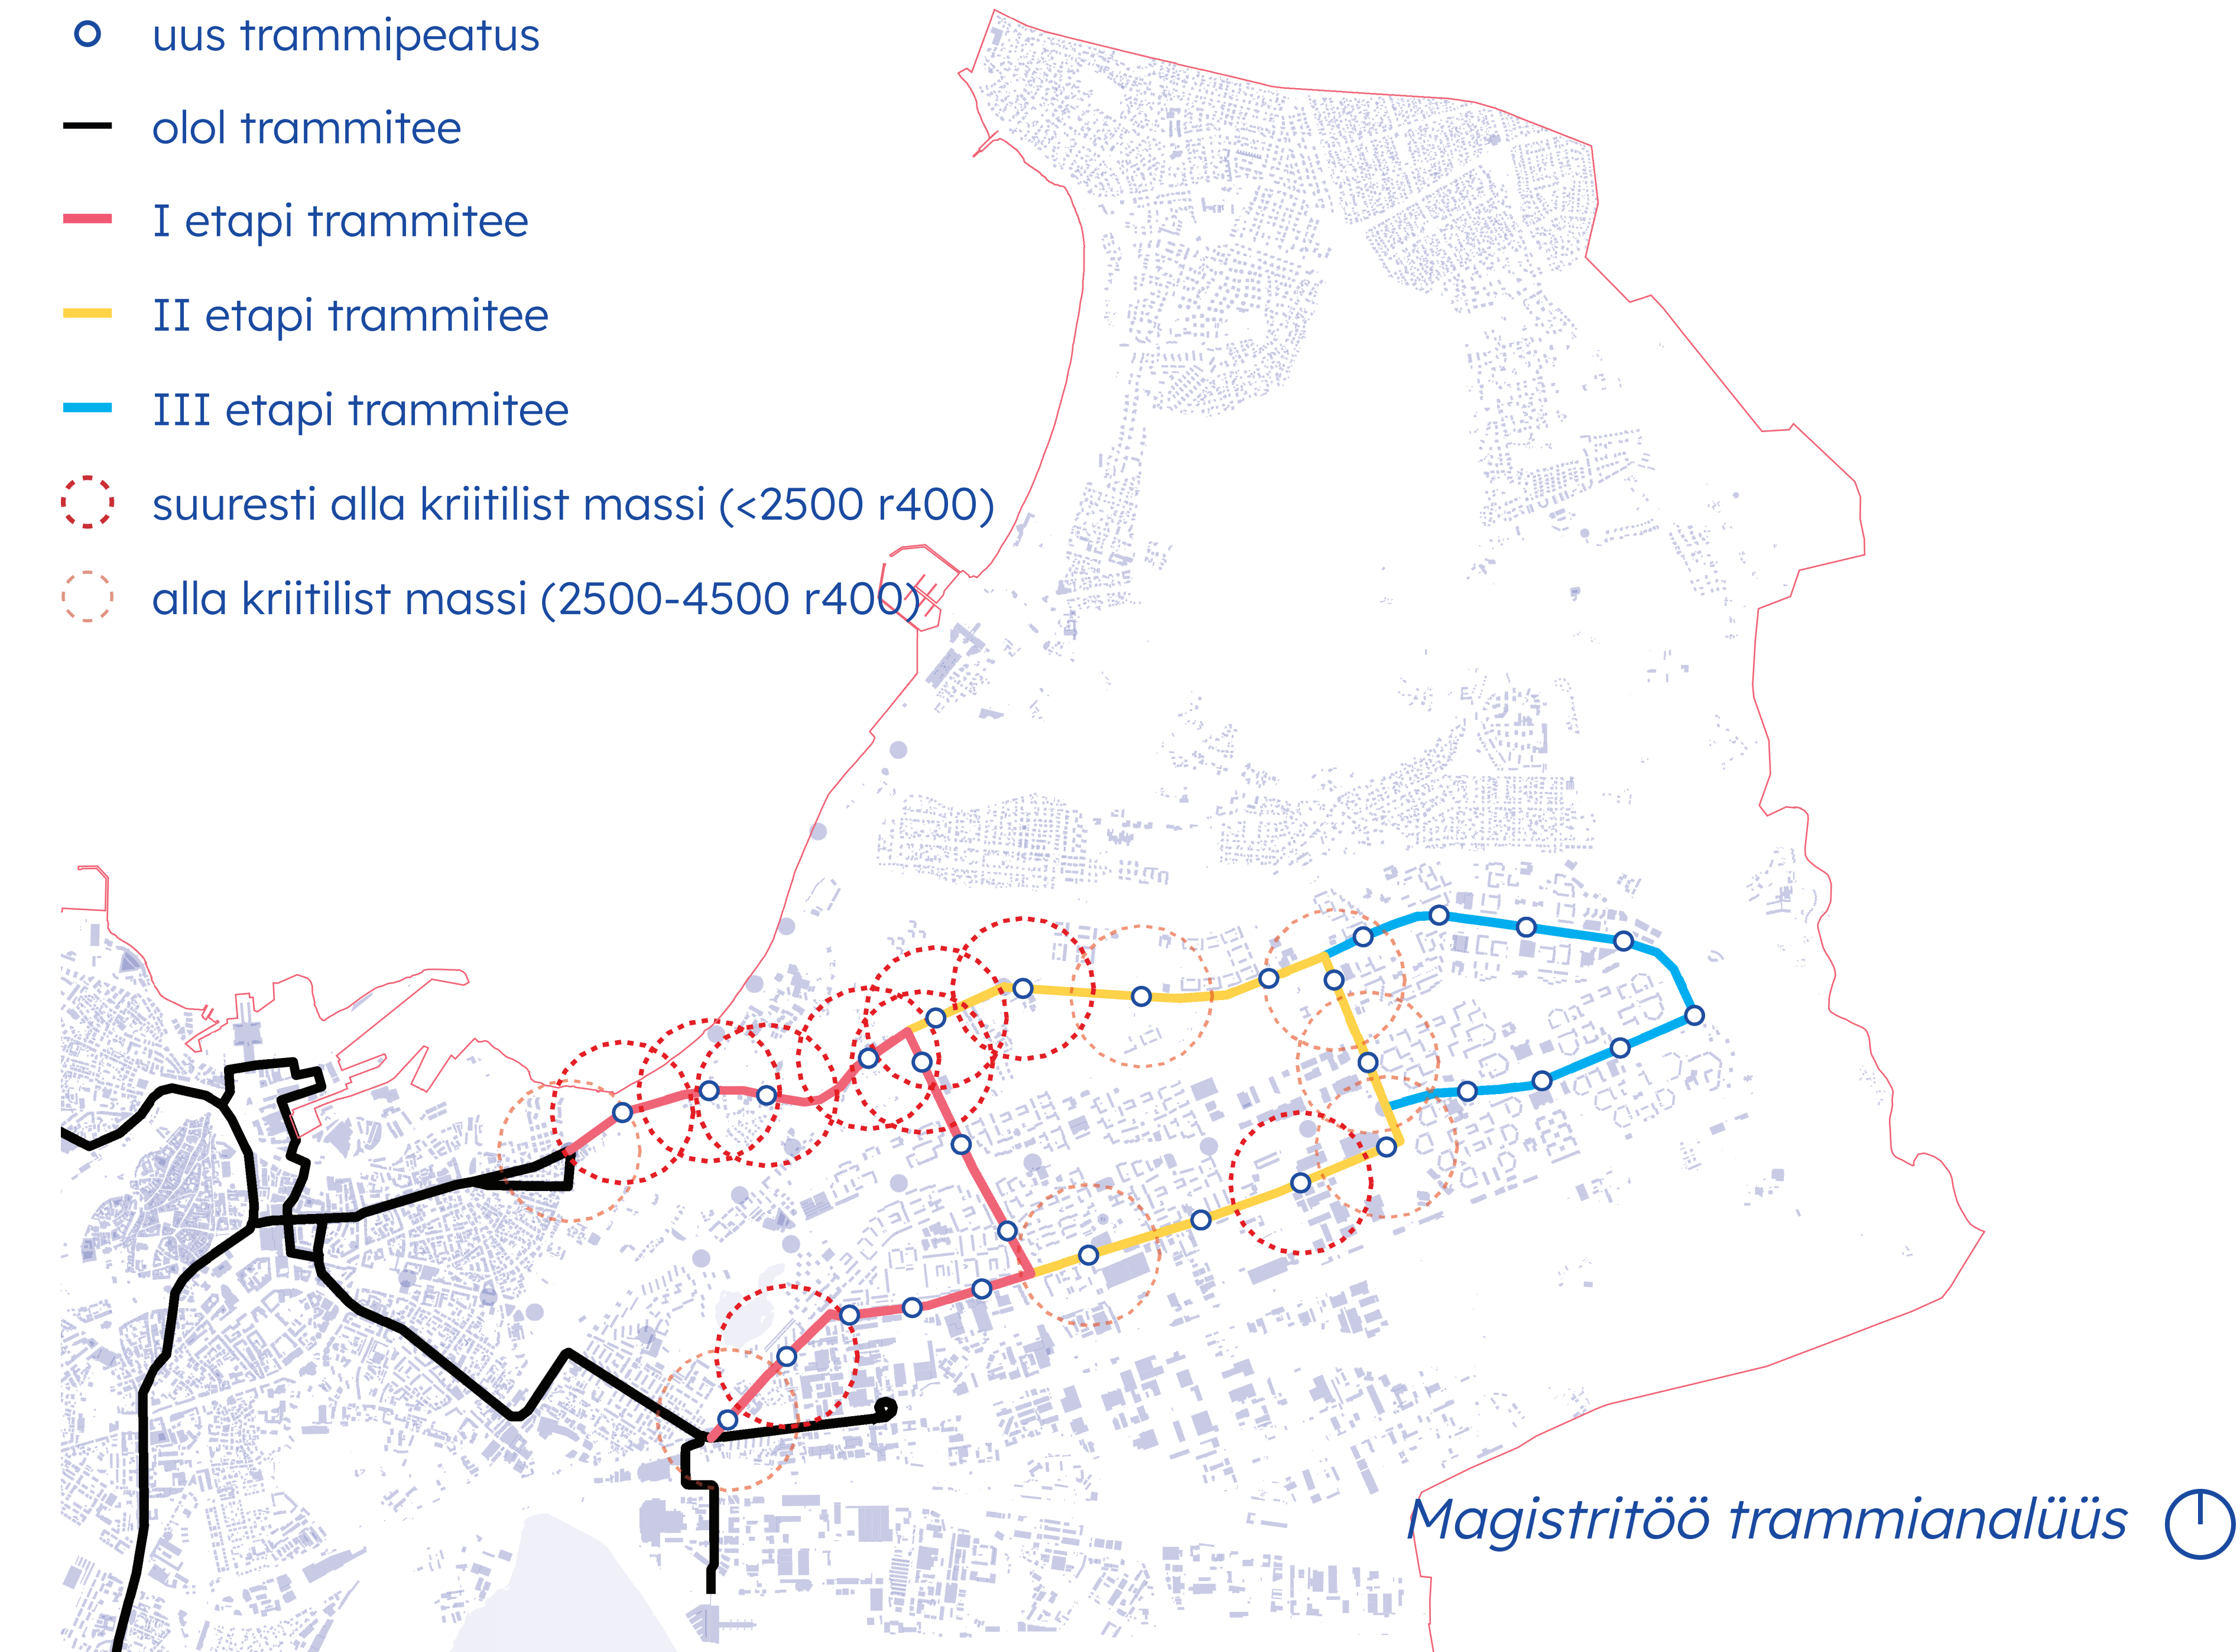 uus trammipeatus
olol trammitee
I etapi trammitee
II etapi trammitee
III etapi trammitee
suuresti alla kriitilist massi (<2500 r400)
alla kriitilist massi (2500-4500 r400)
Magistritöö trammianalüüs